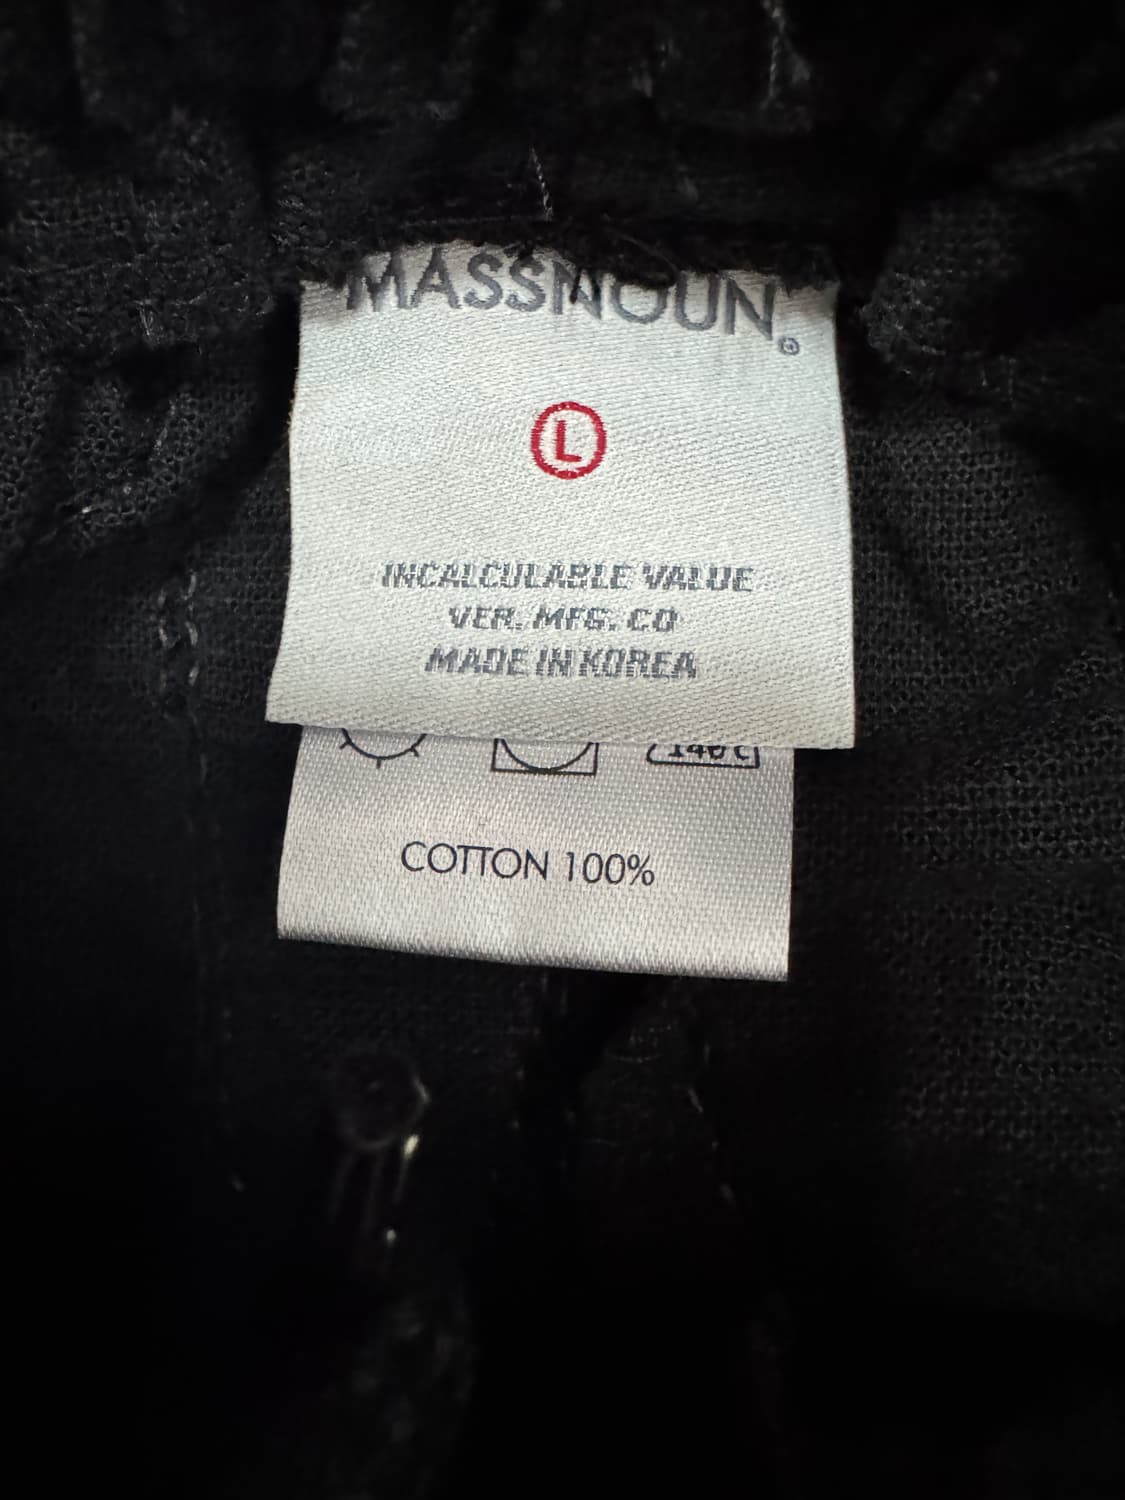 MASSNOUN®
L
INCALCULABLE VALUE
VER. MFG. CO
MADE IN KOREA
140℃
COTTON 100%